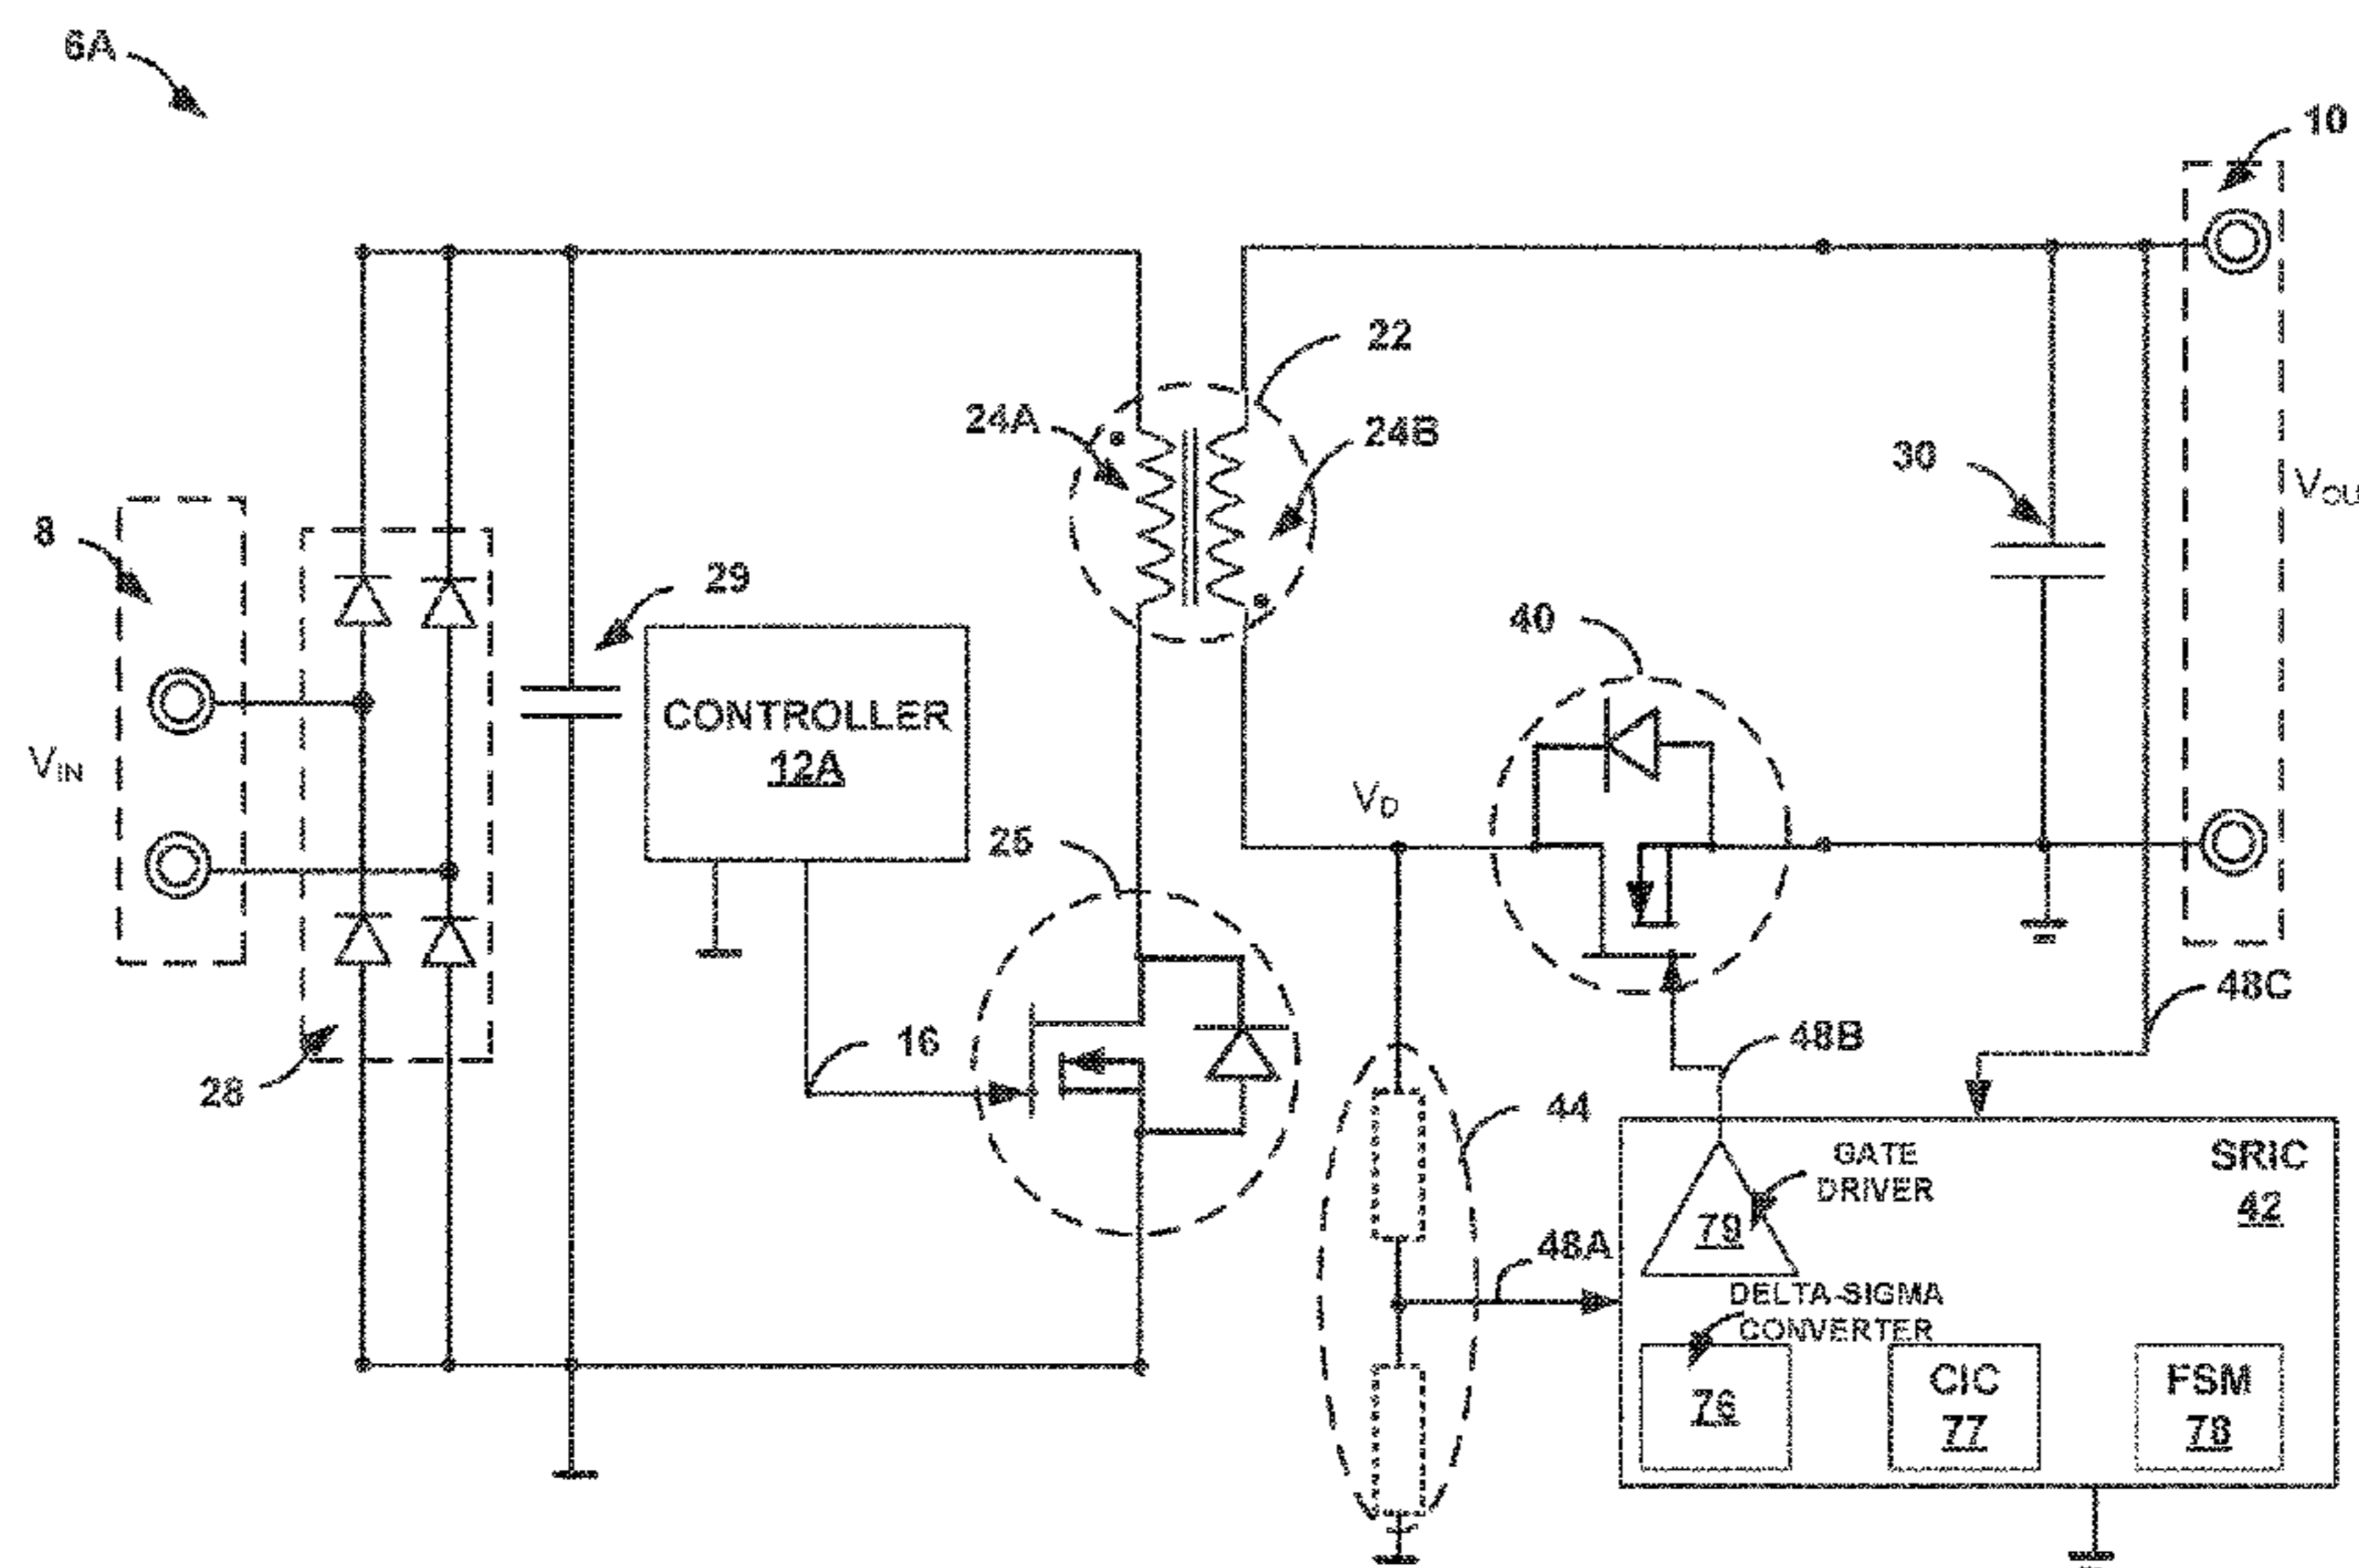 6A
10
22
24A
24B
30
VOU
8
29
40
CONTROLLER
12A
VIN
VD
25
48C
16
48B
28
44
GATE
DRIVER
SRIC
42
79
48A
DELTA-SIGMA
CONVERTER
76
CIC
77
FSM
78